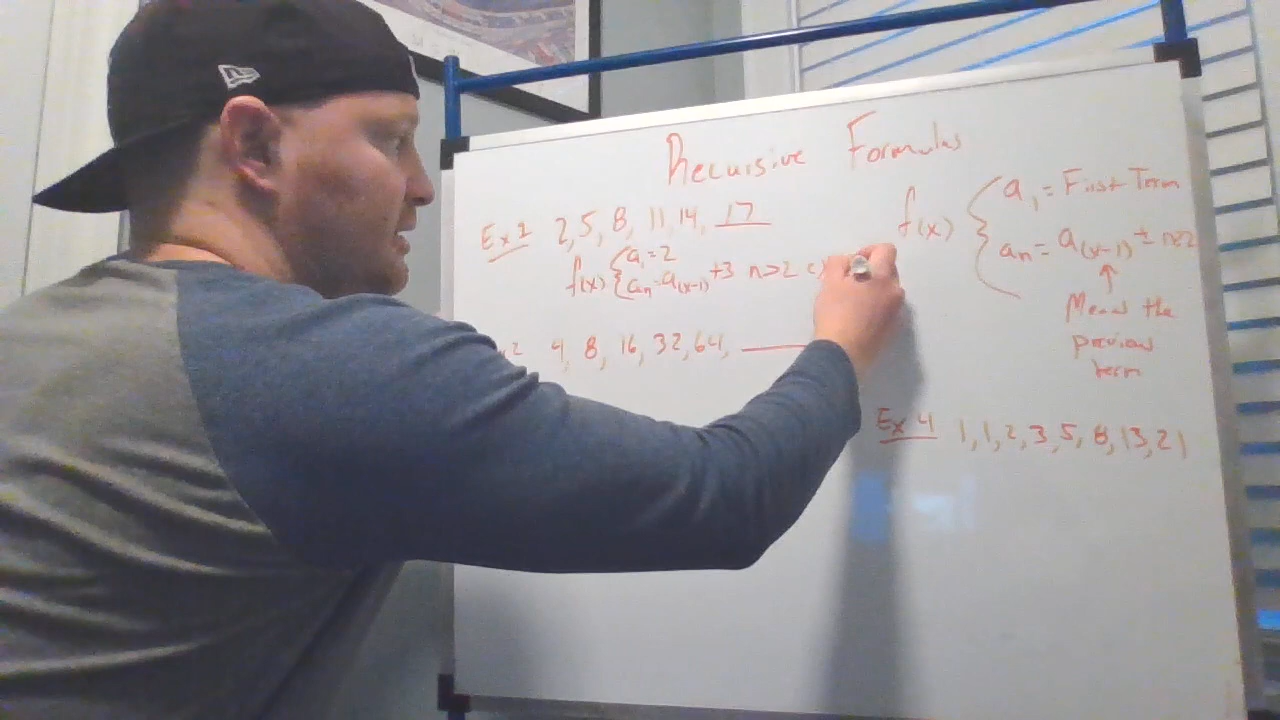 Recursive Formulas
Ex 1 2, 5, 8, 11, 14, 17
f(x) { a₁ = 2
aₙ = a(x-1) + 3 n>2
x2 4, 8, 16, 32, 64, ____
f(x) { a₁ = First Term
aₙ = a(x-1) ± n≥2
↑
Means the
previous
term
Ex 4 1, 1, 2, 3, 5, 8, 13, 21